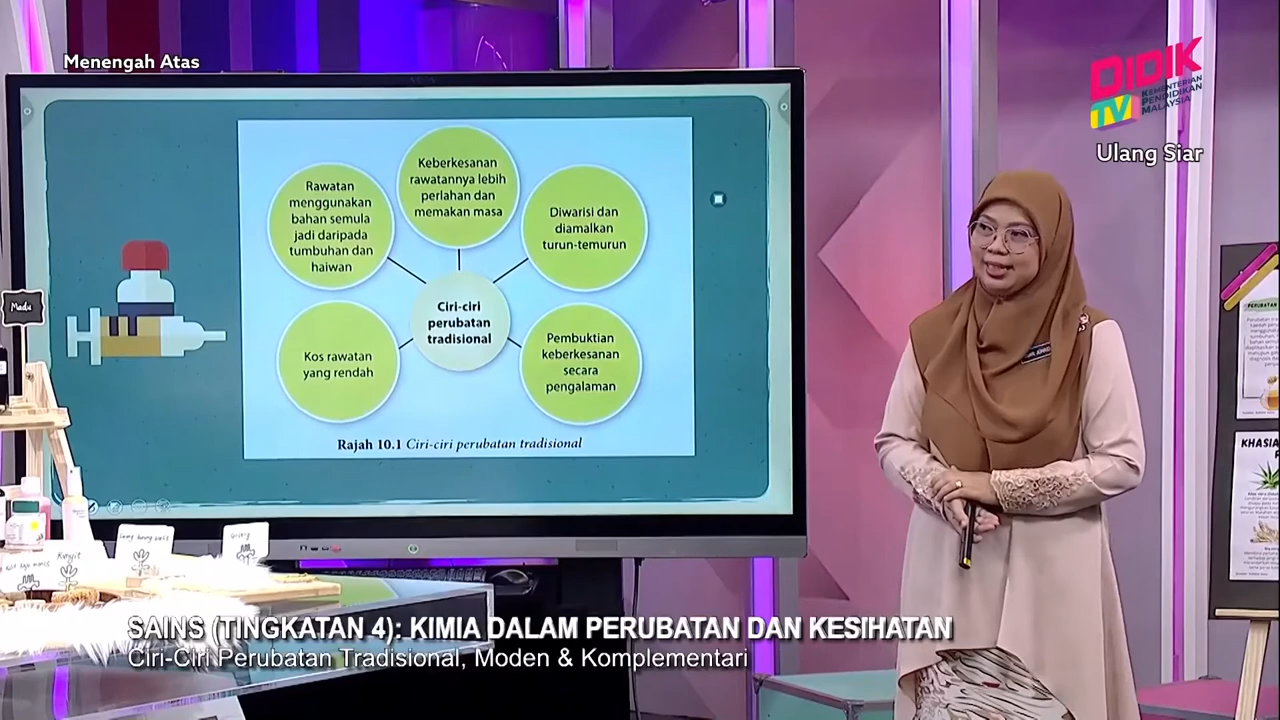 Menengah Atas
DIDIK
TV
KEMENTERIAN
PENDIDIKAN
MALAYSIA
Ulang Siar
Keberkesanan
rawatannya lebih
perlahan dan
memakan masa
Rawatan
menggunakan
bahan semula
jadi daripada
tumbuhan dan
haiwan
Diwarisi dan
diamalkan
turun-temurun
Ciri-ciri
perubatan
tradisional
Kos rawatan
yang rendah
Pembuktian
keberkesanan
secara
pengalaman
Rajah 10.1 Ciri-ciri perubatan tradisional
Madu
Kunyit
PERUBATAN
KHASIA
SAINS (TINGKATAN 4): KIMIA DALAM PERUBATAN DAN KESIHATAN
Ciri-Ciri Perubatan Tradisional, Moden & Komplementari